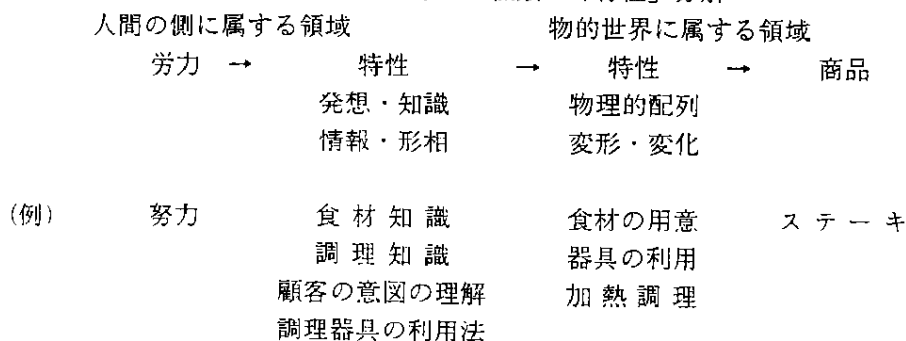 人間の側に属する領域 物的世界に属する領域
労力 → 特性 → 特性 → 商品
発想・知識 物理的配列
情報・形相 変形・変化
(例) 努力 食材知識 食材の用意 ステーキ
調理知識 器具の利用
顧客の意図の理解 加熱調理
調理器具の利用法